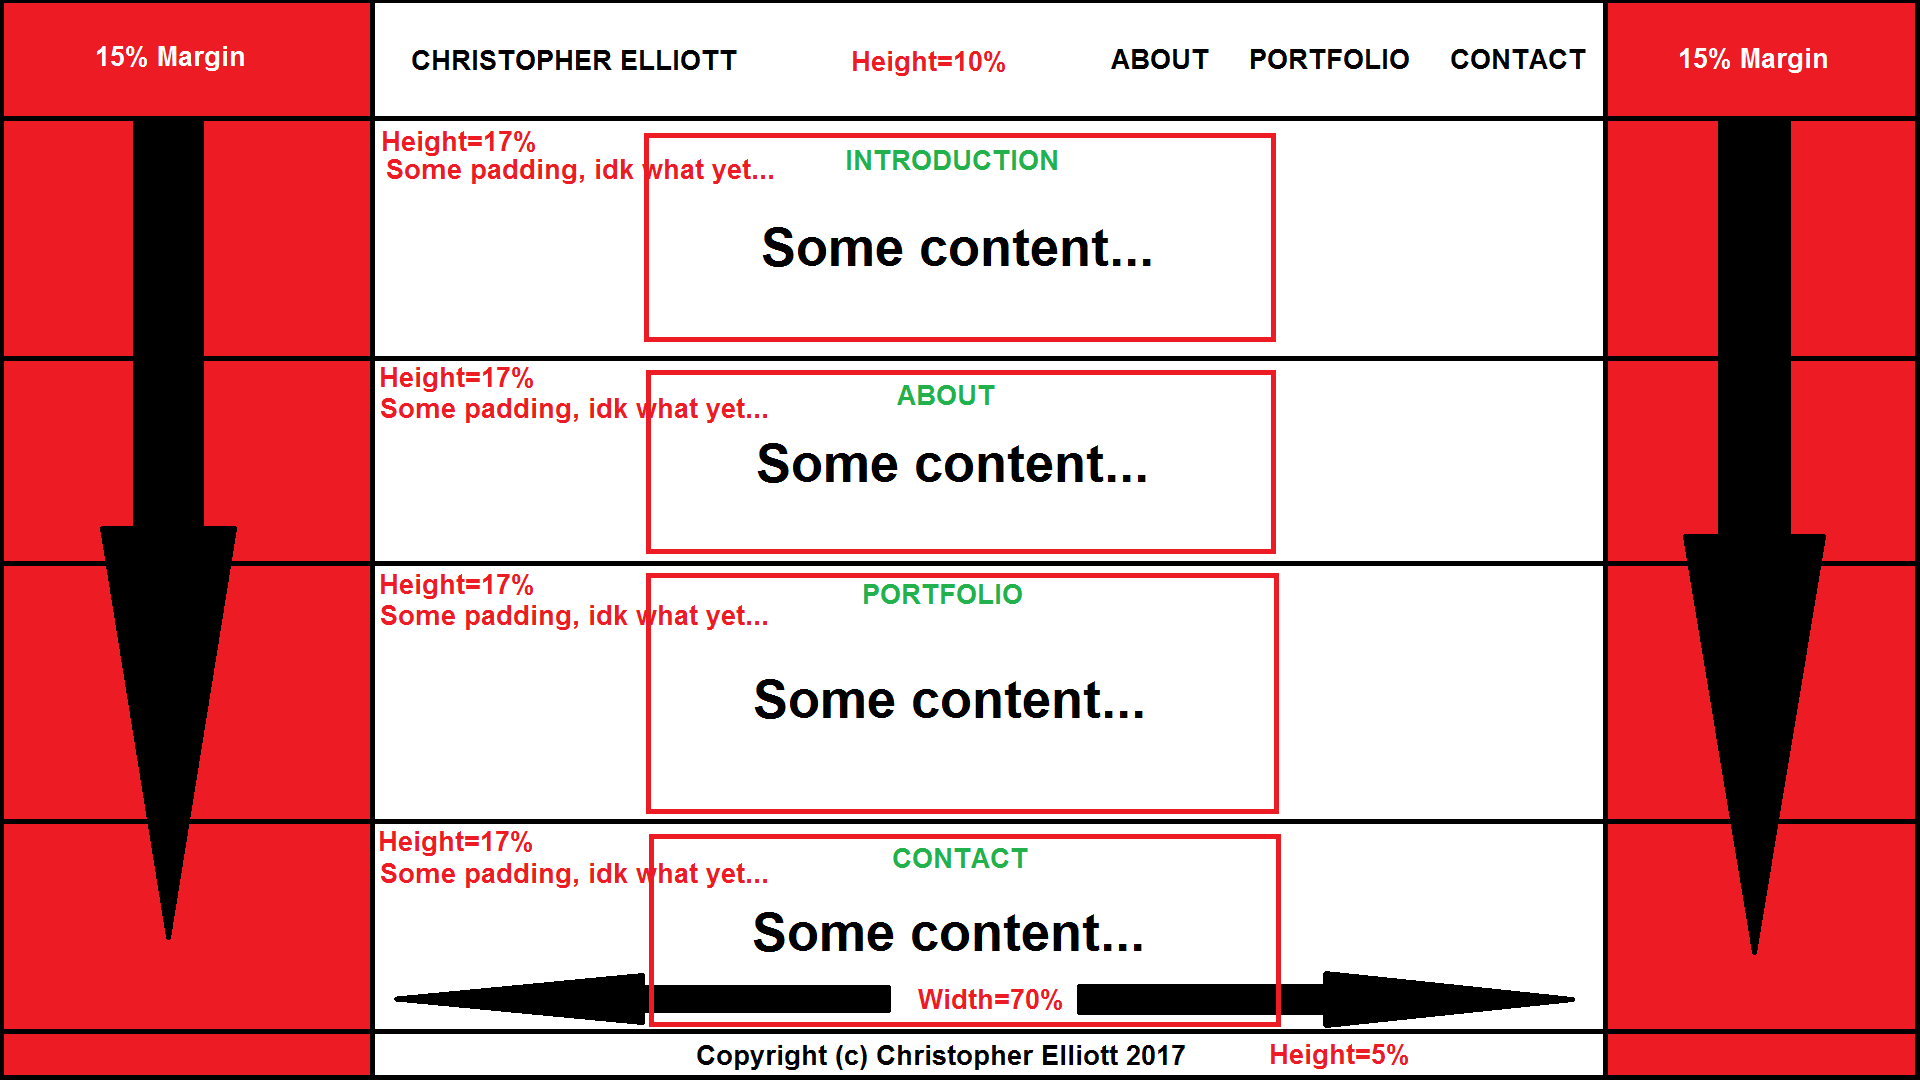 15% Margin
CHRISTOPHER ELLIOTT
Height=10%
ABOUT
PORTFOLIO
CONTACT
15% Margin
Height=17%
Some padding, idk what yet...
INTRODUCTION
Some content...
Height=17%
Some padding, idk what yet...
ABOUT
Some content...
Height=17%
Some padding, idk what yet...
PORTFOLIO
Some content...
Height=17%
Some padding, idk what yet...
CONTACT
Some content...
Width=70%
Copyright (c) Christopher Elliott 2017
Height=5%